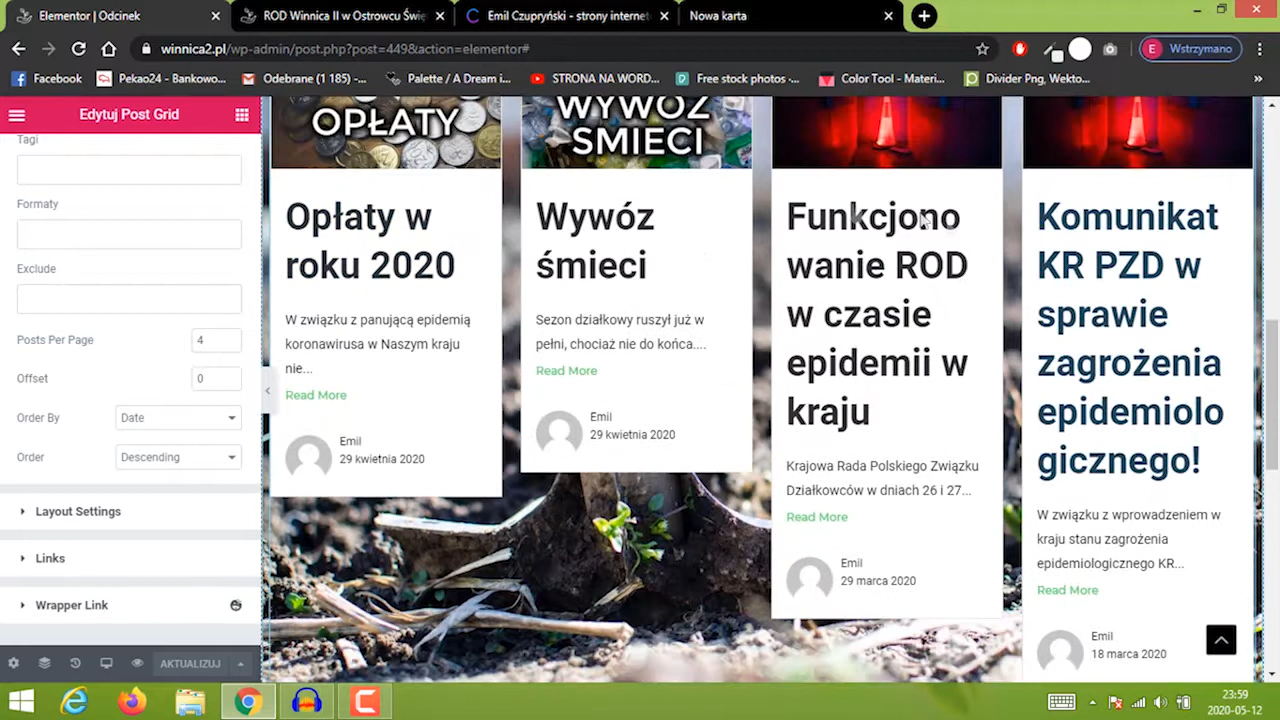 Elementor | Odcinek
ROD Winnica II w Ostrowcu Świę
Emil Czupryński - strony internet
Nowa karta
winnica2.pl/wp-admin/post.php?post=449&action=elementor#
E Wstrzymano
Facebook
Pekao24 - Bankowo...
Odebrane (1 185) -...
Palette / A Dream i...
STRONA NA WORD...
Free stock photos -...
Color Tool - Materi...
Divider Png, Wekto...
»
Edytuj Post Grid
Tagi
Formaty
Exclude
Posts Per Page 4
Offset 0
Order By Date
Order Descending
Layout Settings
Links
Wrapper Link
AKTUALIZUJ
OPŁATY
Opłaty w
roku 2020
W związku z panującą epidemią
koronawirusa w Naszym kraju
nie...
Read More
Emil
29 kwietnia 2020
WYWÓZ
ŚMIECI
Wywóz
śmieci
Sezon działkowy ruszył już w
pełni, chociaż nie do końca....
Read More
Emil
29 kwietnia 2020
Funkcjono
wanie ROD
w czasie
epidemii w
kraju
Krajowa Rada Polskiego Związku
Działkowców w dniach 26 i 27...
Read More
Emil
29 marca 2020
Komunikat
KR PZD w
sprawie
zagrożenia
epidemiolo
gicznego!
W związku z wprowadzeniem w
kraju stanu zagrożenia
epidemiologicznego KR...
Read More
Emil
18 marca 2020
23:59
2020-05-12